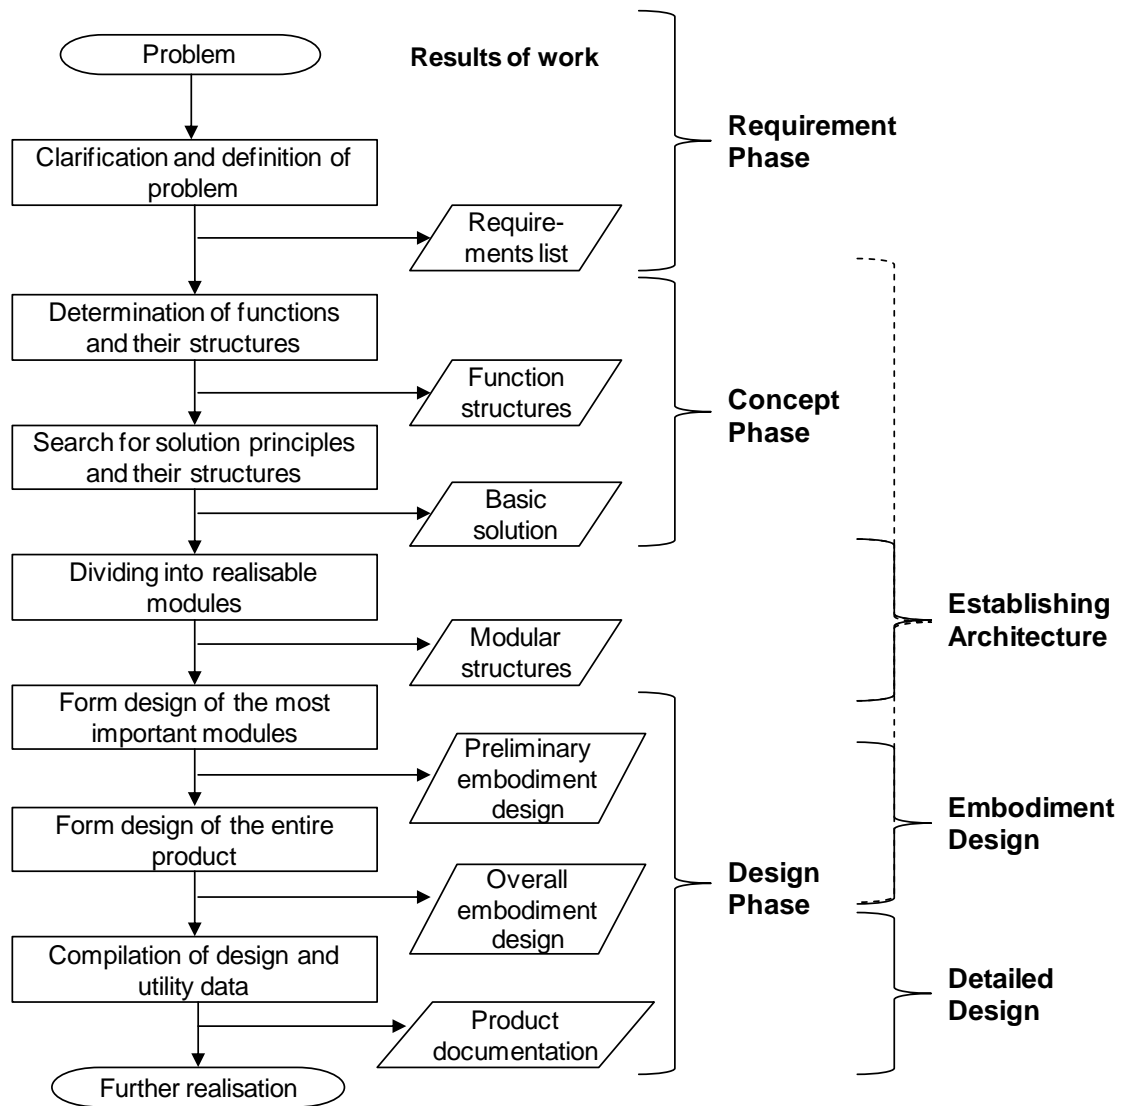 Problem
Results of work
Requirement
Phase
Clarification and definition of
problem
Require-
ments list
Determination of functions
and their structures
Function
structures
Concept
Phase
Search for solution principles
and their structures
Basic
solution
Dividing into realisable
modules
Establishing
Architecture
Modular
structures
Form design of the most
important modules
Preliminary
embodiment
design
Embodiment
Design
Form design of the entire
product
Design
Phase
Overall
embodiment
design
Compilation of design and
utility data
Detailed
Design
Product
documentation
Further realisation